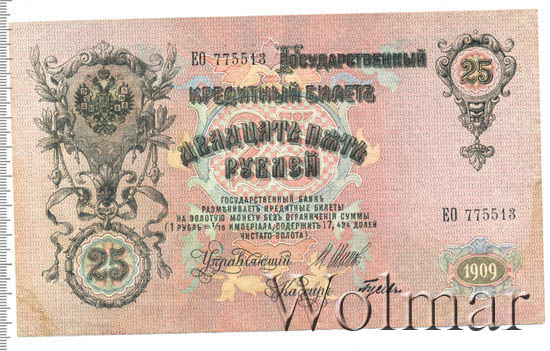 ЕО 775513 ГОСУДАРСТВЕННЫЙ
25
КРЕДИТНЫЙ БИЛЕТЪ
ДВАДЦАТЬ ПЯТЬ
РУБЛЕЙ
ГОСУДАРСТВЕННЫЙ БАНКЪ
РАЗМѢНИВАЕТЪ КРЕДИТНЫЕ БИЛЕТЫ
НА ЗОЛОТУЮ МОНЕТУ БЕЗЪ ОГРАНИЧЕНІЯ СУММЫ
(1 РУБЛЬ = 1/15 ИМПЕРІАЛА, СОДЕРЖИТЪ 17,424 ДОЛЕЙ
ЧИСТАГО ЗОЛОТА)
ЕО 775513
25
Управляющій
Кассиръ
1909
Wolmar